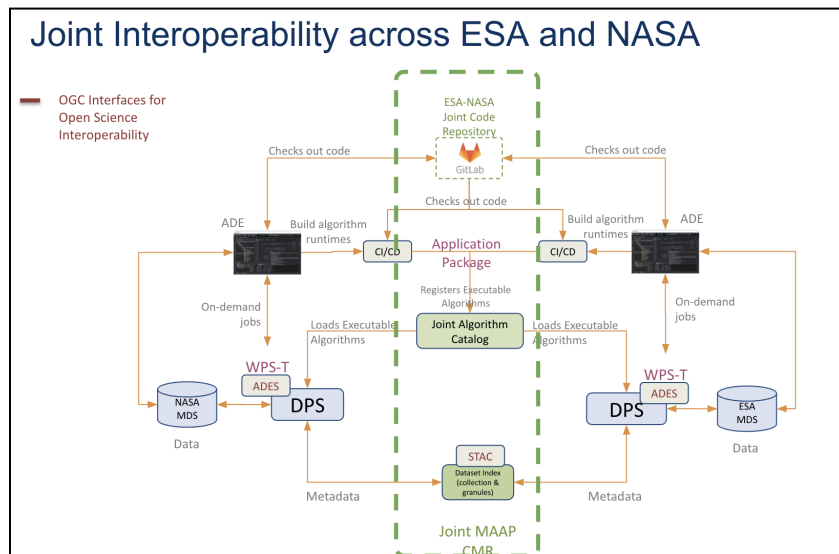 Joint Interoperability across ESA and NASA
OGC Interfaces for
Open Science
Interoperability
ESA-NASA
Joint Code
Repository
GitLab
Checks out code
Checks out code
Checks out code
ADE
Build algorithm
runtimes
CI/CD
Application
Package
CI/CD
Build algorithm
runtimes
ADE
On-demand
jobs
Registers Executable
Algorithms
On-demand
jobs
Loads Executable
Algorithms
Joint Algorithm
Catalog
Loads Executable
Algorithms
WPS-T
ADES
DPS
NASA
MDS
Data
WPS-T
ADES
DPS
ESA
MDS
Data
STAC
Dataset Index
(collection &
granules)
Metadata
Metadata
Joint MAAP
CMR